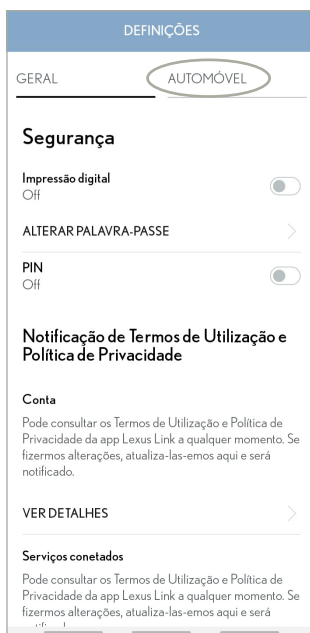 DEFINIÇÕES
GERAL
AUTOMÓVEL
Segurança
Impressão digital
Off
ALTERAR PALAVRA-PASSE
PIN
Off
Notificação de Termos de Utilização e
Política de Privacidade
Conta
Pode consultar os Termos de Utilização e Política de
Privacidade da app Lexus Link a qualquer momento. Se
fizermos alterações, atualiza-las-emos aqui e será
notificado.
VER DETALHES
Serviços conetados
Pode consultar os Termos de Utilização e Política de
Privacidade da app Lexus Link a qualquer momento. Se
fizermos alterações, atualiza-las-emos aqui e será